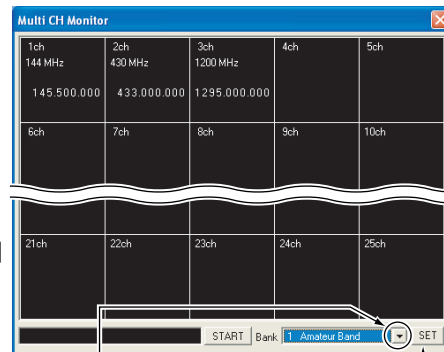 Multi CH Monitor
1ch 2ch 3ch 4ch 5ch
144 MHz 430 MHz 1200 MHz
145.500.000 433.000.000 1295.000.000
6ch 7ch 8ch 9ch 10ch
21ch 22ch 23ch 24ch 25ch
START Bank 1 Amateur Band SET